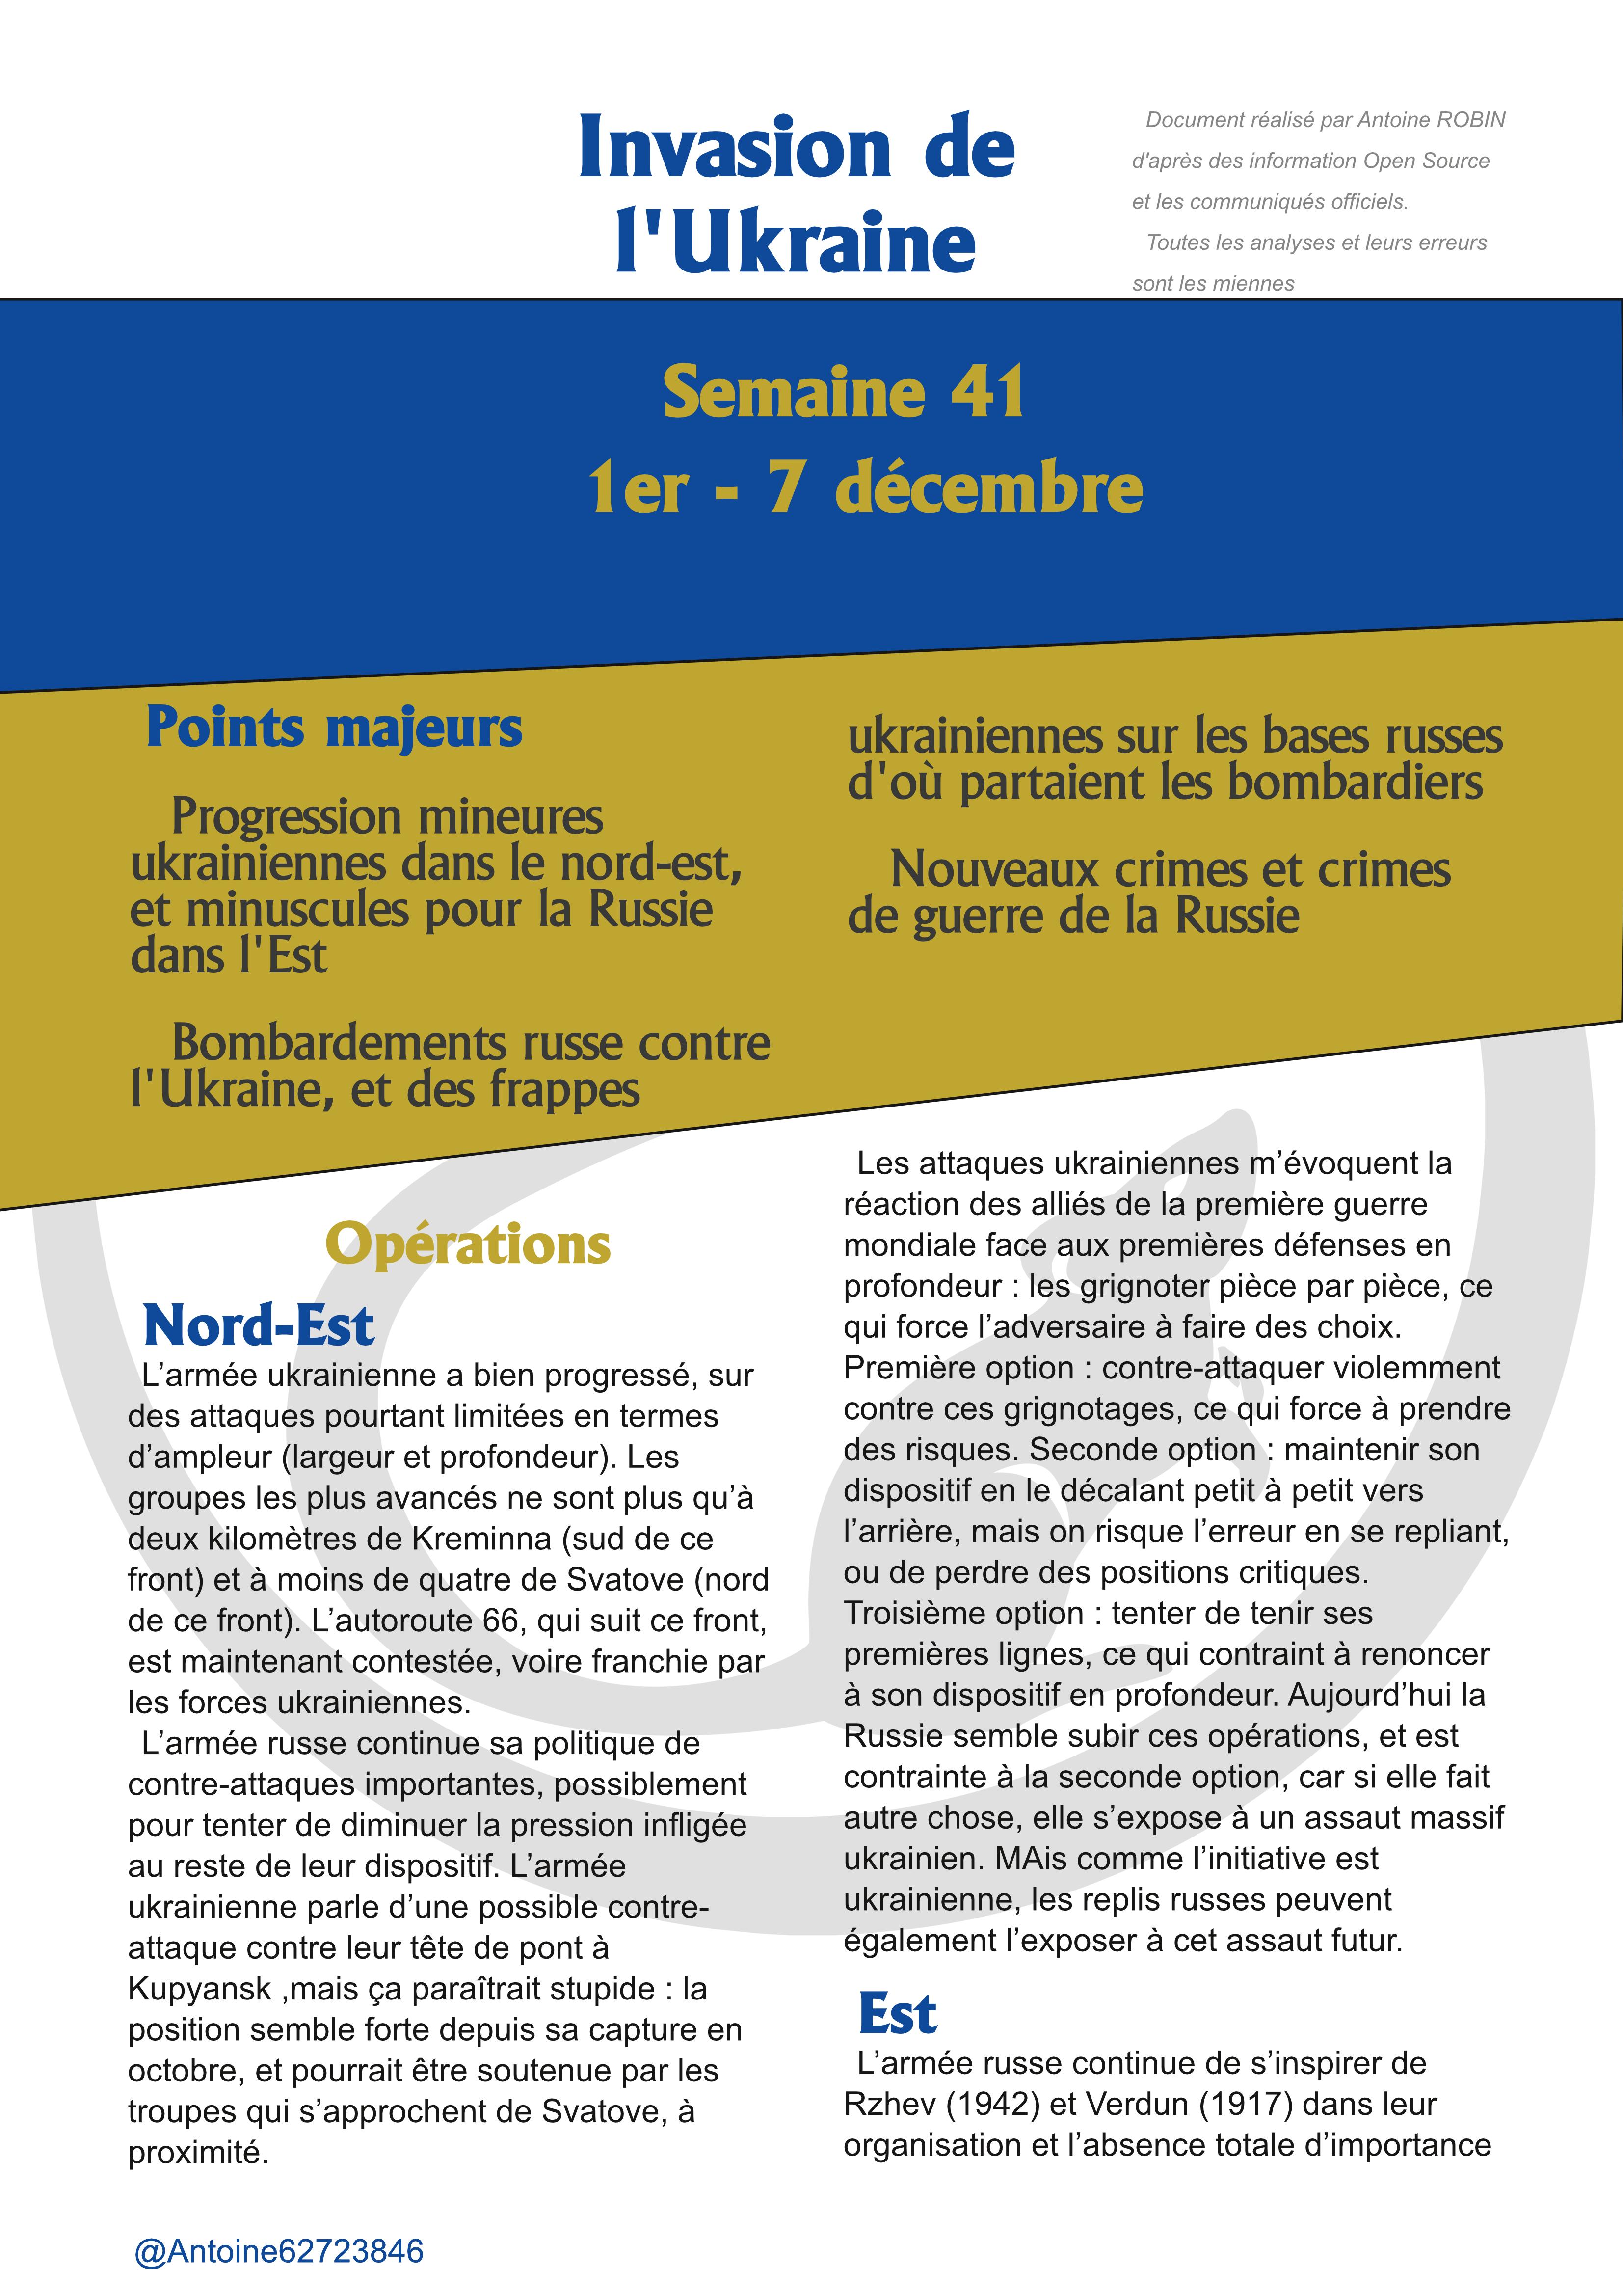 Invasion de
l'Ukraine
Document réalisé par Antoine ROBIN
d'après des information Open Source
et les communiqués officiels.
Toutes les analyses et leurs erreurs
sont les miennes
Semaine 41
1er - 7 décembre
Points majeurs
Progression mineures
ukrainiennes dans le nord-est,
et minuscules pour la Russie
dans l'Est
Bombardements russe contre
l'Ukraine, et des frappes
ukrainiennes sur les bases russes
d'où partaient les bombardiers
Nouveaux crimes et crimes
de guerre de la Russie
Opérations
Nord-Est
L’armée ukrainienne a bien progressé, sur
des attaques pourtant limitées en termes
d’ampleur (largeur et profondeur). Les
groupes les plus avancés ne sont plus qu’à
deux kilomètres de Kreminna (sud de ce
front) et à moins de quatre de Svatove (nord
de ce front). L’autoroute 66, qui suit ce front,
est maintenant contestée, voire franchie par
les forces ukrainiennes.
L’armée russe continue sa politique de
contre-attaques importantes, possiblement
pour tenter de diminuer la pression infligée
au reste de leur dispositif. L’armée
ukrainienne parle d’une possible contre-
attaque contre leur tête de pont à
Kupyansk ,mais ça paraîtrait stupide : la
position semble forte depuis sa capture en
octobre, et pourrait être soutenue par les
troupes qui s’approchent de Svatove, à
proximité.
Les attaques ukrainiennes m’évoquent la
réaction des alliés de la première guerre
mondiale face aux premières défenses en
profondeur : les grignoter pièce par pièce, ce
qui force l’adversaire à faire des choix.
Première option : contre-attaquer violemment
contre ces grignotages, ce qui force à prendre
des risques. Seconde option : maintenir son
dispositif en le décalant petit à petit vers
l’arrière, mais on risque l’erreur en se repliant,
ou de perdre des positions critiques.
Troisième option : tenter de tenir ses
premières lignes, ce qui contraint à renoncer
à son dispositif en profondeur. Aujourd’hui la
Russie semble subir ces opérations, et est
contrainte à la seconde option, car si elle fait
autre chose, elle s’expose à un assaut massif
ukrainien. MAis comme l’initiative est
ukrainienne, les replis russes peuvent
également l’exposer à cet assaut futur.
Est
L’armée russe continue de s’inspirer de
Rzhev (1942) et Verdun (1917) dans leur
organisation et l’absence totale d’importance
@Antoine62723846